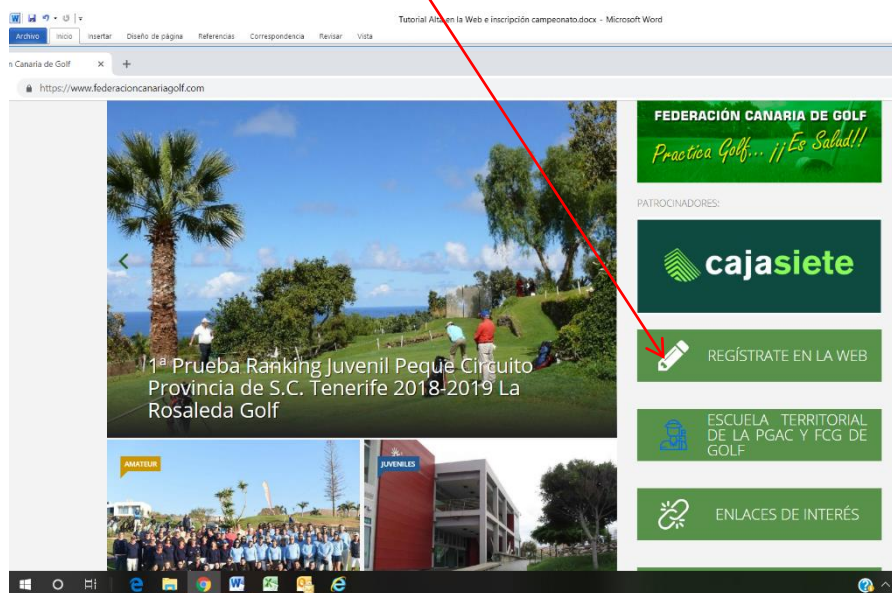 Tutorial Alta en la Web e inscripción campeonato.docx - Microsoft Word
Archivo Inicio Insertar Diseño de página Referencias Correspondencia Revisar Vista
n Canaria de Golf
https://www.federacioncanariagolf.com
FEDERACIÓN CANARIA DE GOLF
Practica Golf... ¡¡Es Salud!!
PATROCINADORES:
cajasiete
1ª Prueba Ranking Juvenil Peque Circuito
Provincia de S.C. Tenerife 2018-2019 La
Rosaleda Golf
REGÍSTRATE EN LA WEB
ESCUELA TERRITORIAL
DE LA PGAC Y FCG DE
GOLF
AMATEUR
JUVENILES
ENLACES DE INTERÉS